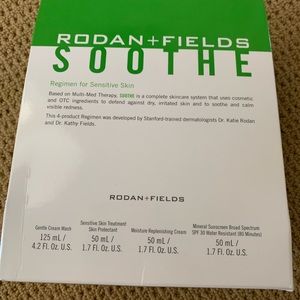 RODAN+FIELDS
SOOTHE
Regimen for Sensitive Skin
Based on Multi-Med Therapy, SOOTHE is a complete skincare system that uses cosmetic
and OTC ingredients to defend against dry, irritated skin and to soothe and calm
visible redness.
This 4-product Regimen was developed by Stanford-trained dermatologists Dr. Katie Rodan
and Dr. Kathy Fields.
RODAN+FIELDS
Gentle Cream Wash
125 mL /
4.2 Fl. Oz. U.S.
Sensitive Skin Treatment
Skin Protectant
50 mL /
1.7 Fl. Oz. U.S.
Moisture Replenishing Cream
50 mL /
1.7 Fl. Oz. U.S.
Mineral Sunscreen Broad Spectrum
SPF 30 Water Resistant (80 Minutes)
50 mL /
1.7 Fl. Oz. U.S.